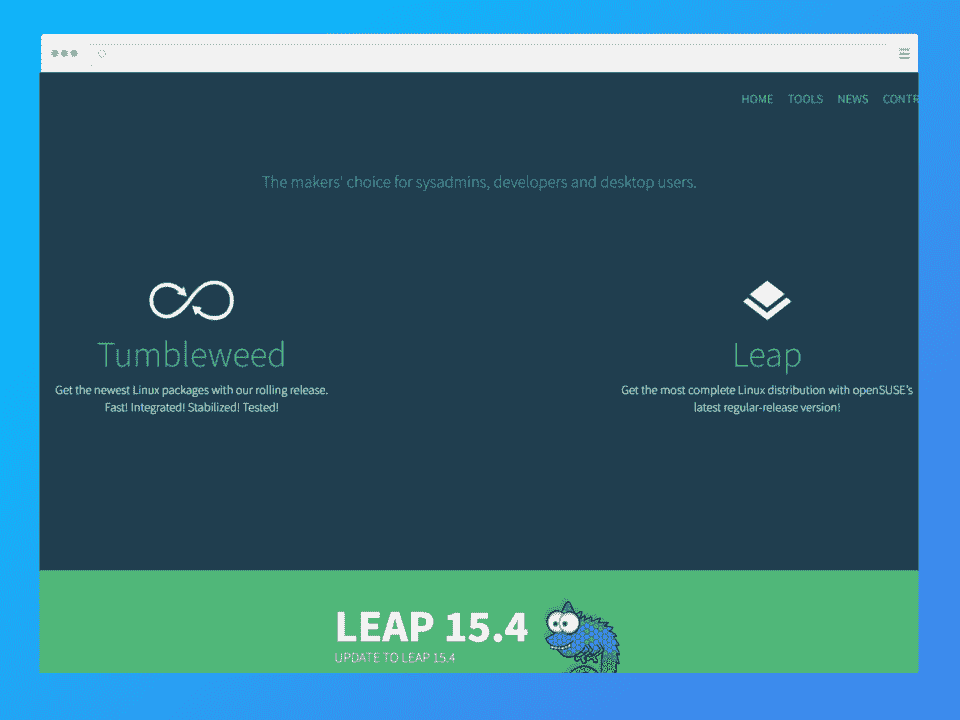 HOME TOOLS NEWS
The makers' choice for sysadmins, developers and desktop users.
Tumbleweed
Get the newest Linux packages with our rolling release.
Fast! Integrated! Stabilized! Tested!
Leap
Get the most complete Linux distribution with openSUSE's
latest regular-release version!
LEAP 15.4
UPDATE TO LEAP 15.4